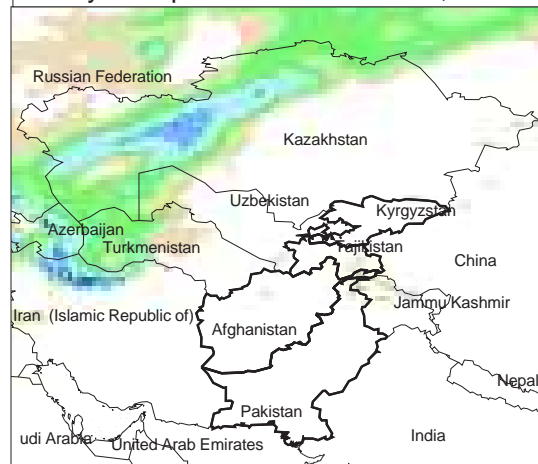 Russian Federation
Kazakhstan
Uzbekistan
Kyrgyzstan
Azerbaijan
Turkmenistan
Tajikistan
China
Jammu Kashmir
Iran (Islamic Republic of)
Afghanistan
Nepal
Pakistan
udi Arabia
United Arab Emirates
India